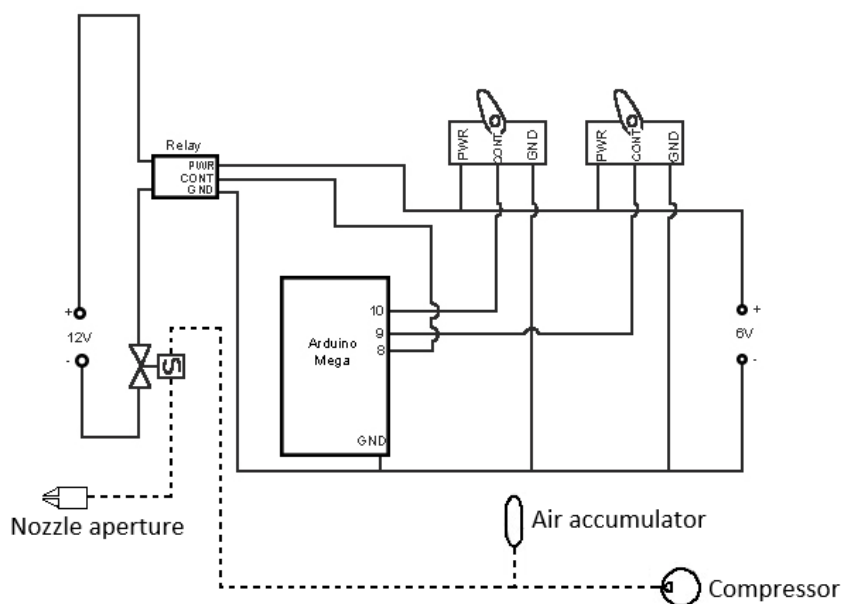 Relay
PWR
CONT
GND
PWR
CONT
GND
PWR
CONT
GND
+
12V
-
Arduino
Mega
10
9
8
GND
+
6V
-
Nozzle aperture
Air accumulator
Compressor